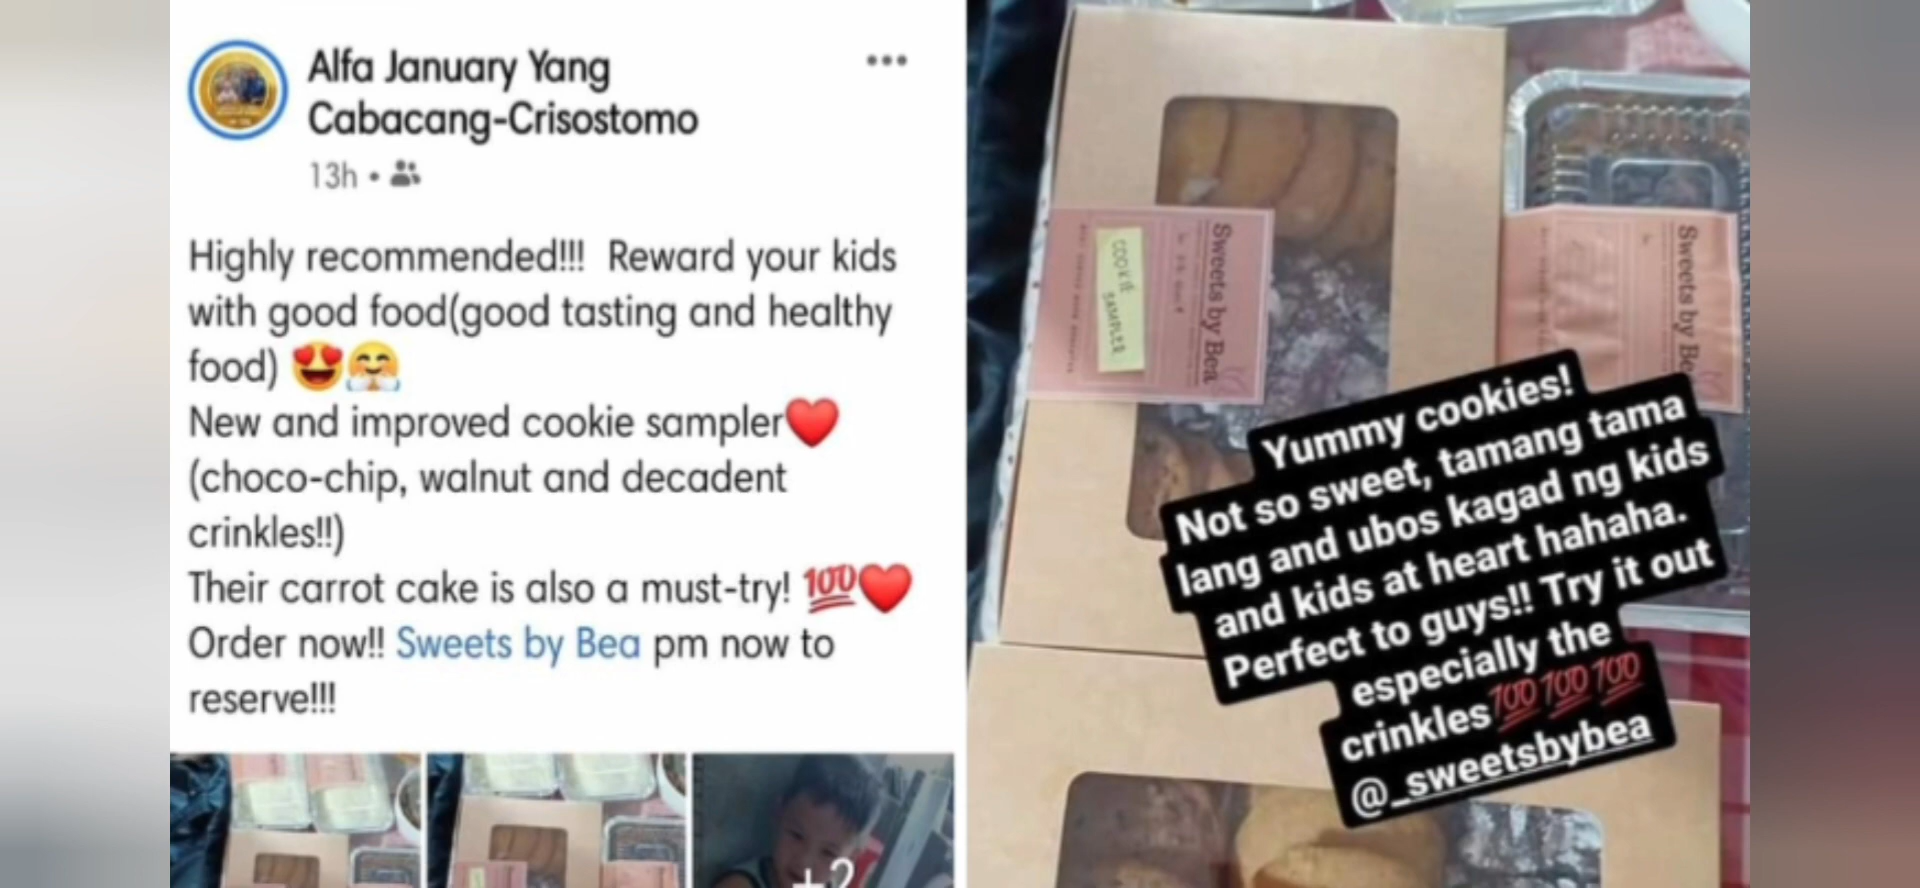 Alfa January Yang
Cabacang-Crisostomo
13h •
Highly recommended!!! Reward your kids
with good food(good tasting and healthy
food) 😍🤗
New and improved cookie sampler❤️
(choco-chip, walnut and decadent
crinkles!!)
Their carrot cake is also a must-try! 💯❤️
Order now!! Sweets by Bea pm now to
reserve!!!
+2
Sweets by Bea
COOKIE
SAMPLER
Sweets by Bea
Yummy cookies!
Not so sweet, tamang tama
lang and ubos kagad ng kids
and kids at heart hahaha.
Perfect to guys!! Try it out
especially the
crinkles💯💯💯
@_sweetsbybea